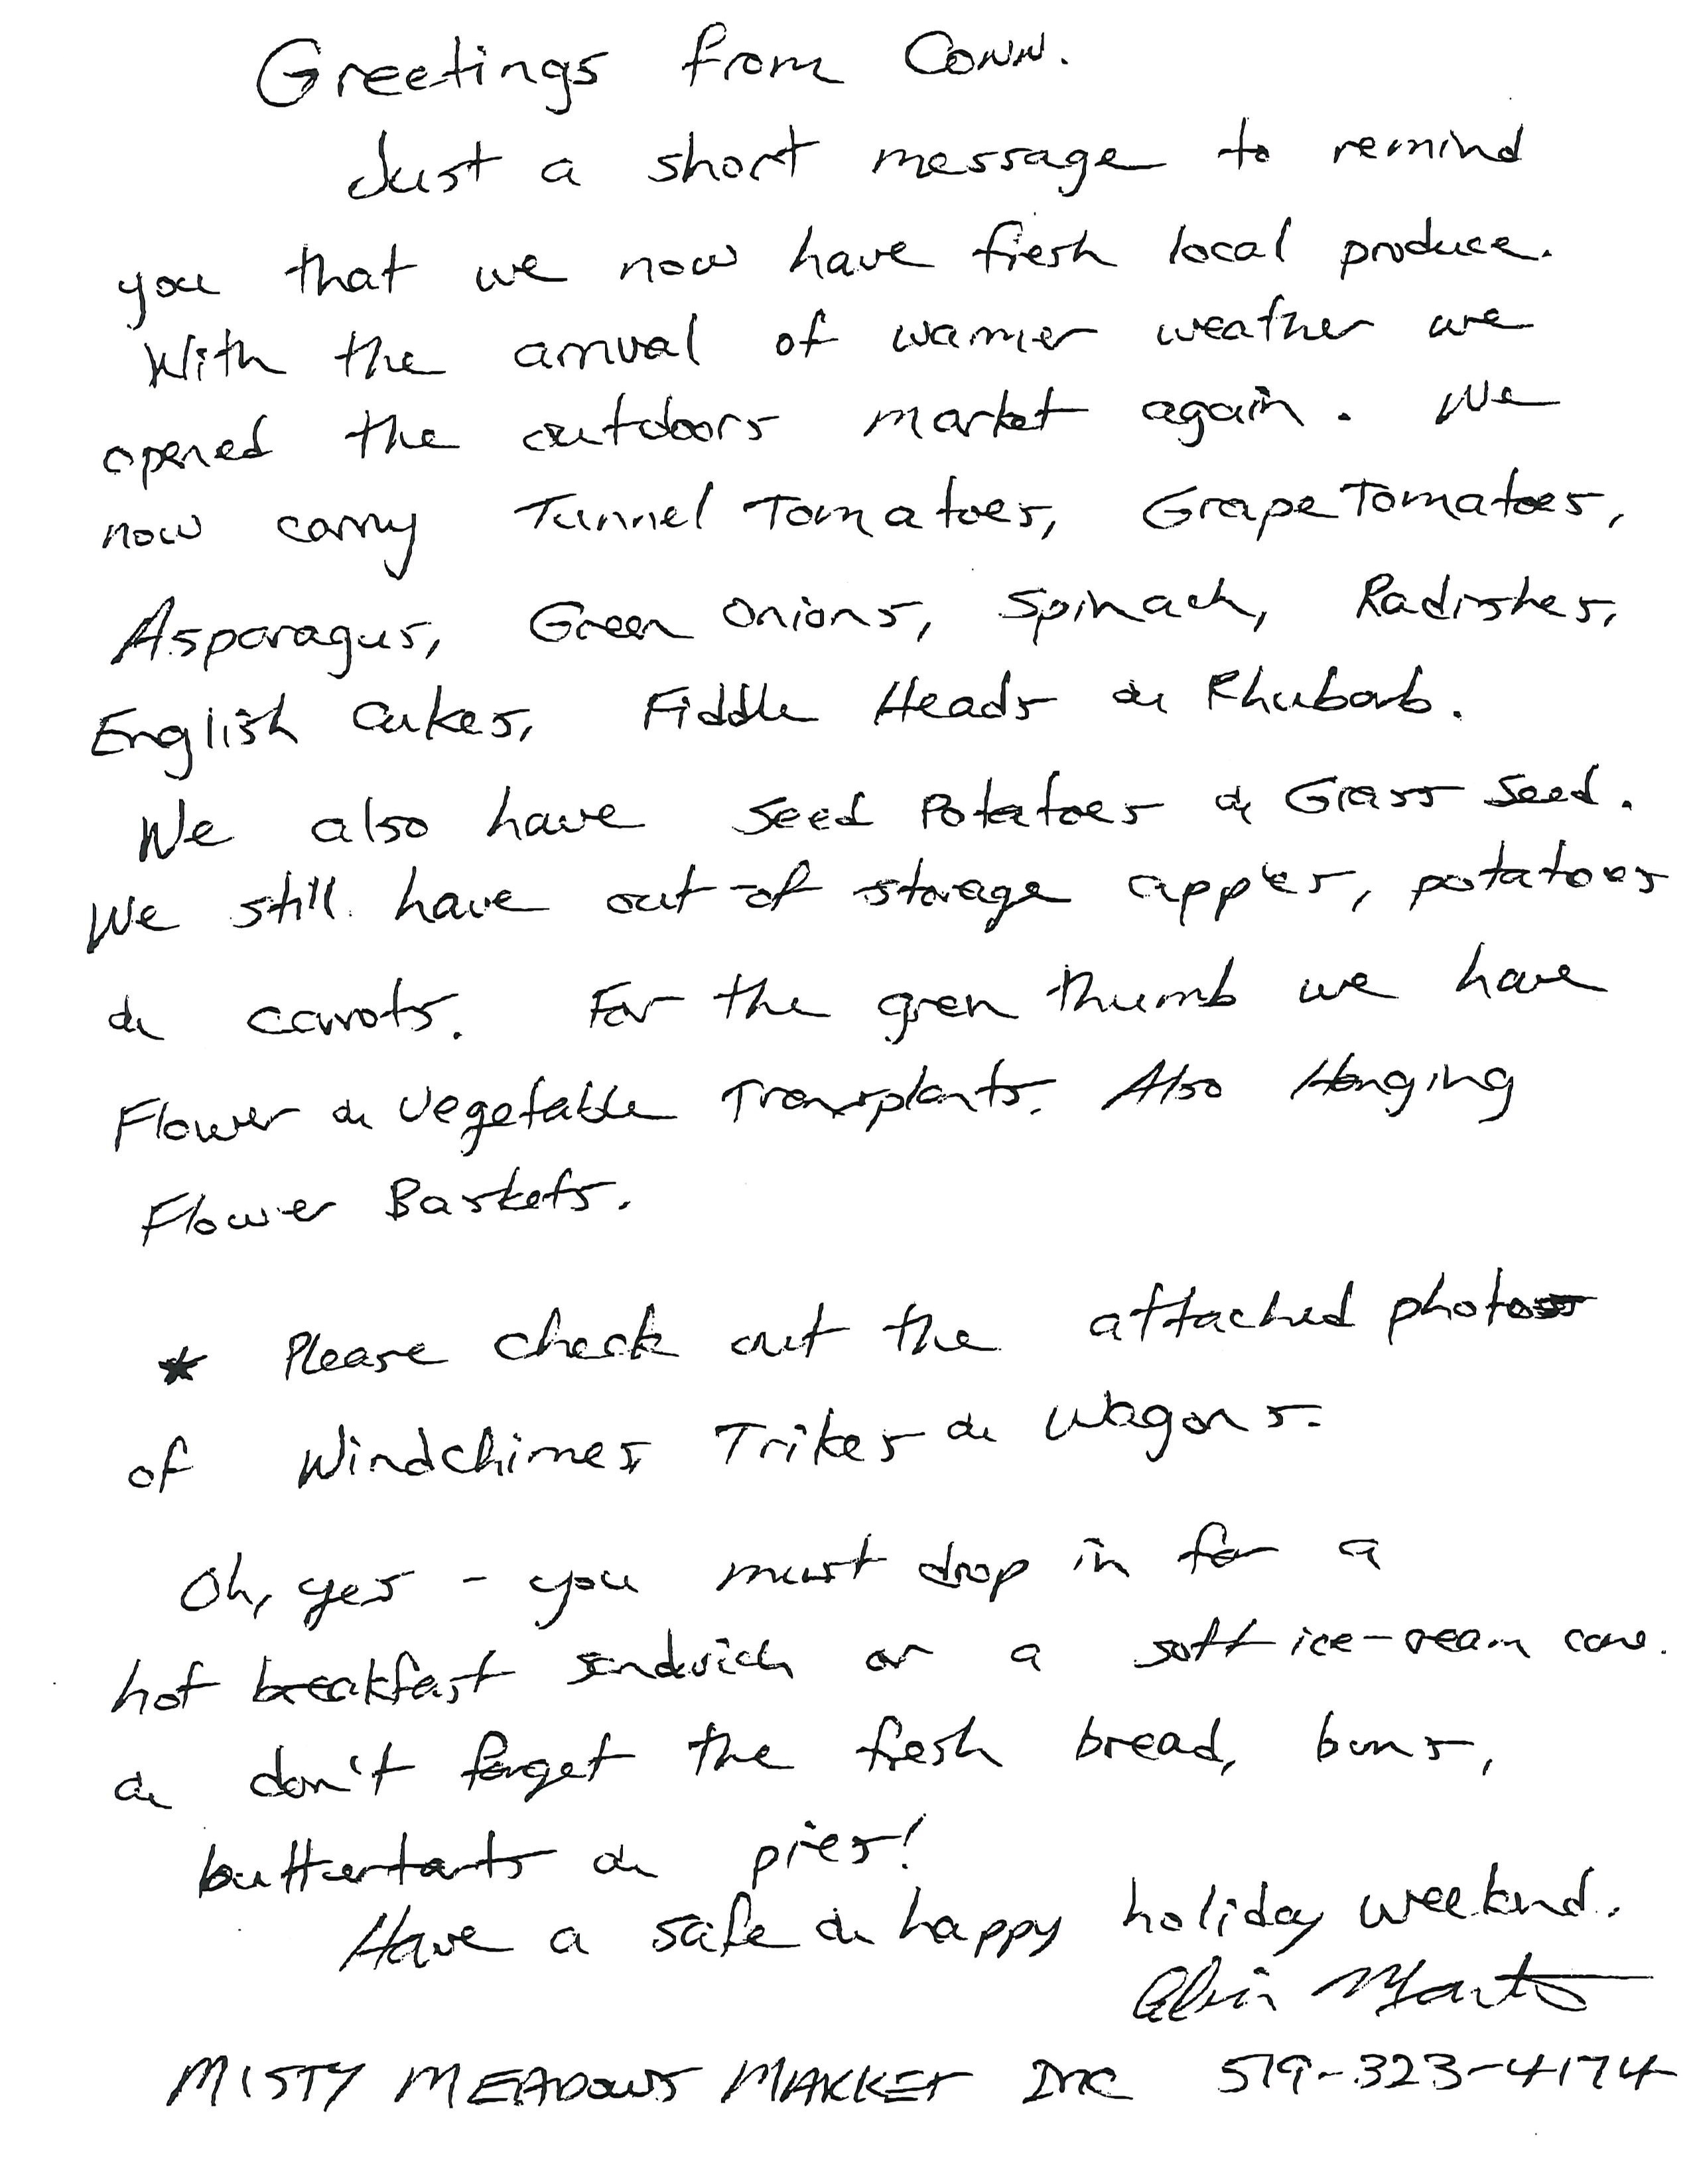 Greetings from Conn.
Just a short message to remind
you that we now have fresh local produce.
With the arrival of warmer weather we
opened the outdoors market again. We
now carry Tunnel Tomatoes, Grape Tomatoes,
Asparagus, Green Onions, Spinach, Radishes,
English Cukes, Fiddle Heads & Rhubarb.
We also have Seed Potatoes & Grass Seed.
We still have out-of storage apples, potatoes
& carrots. For the gren thumb we have
Flower & Vegetable Transplants. Also Hanging
Flower Baskets.
* Please check out the attached photos
of Windchimes, Trikes & Wagons.
Oh, yes - you must drop in for a
hot breakfast sandwich or a soft ice-cream cone.
& don't forget the fresh bread, buns,
buttertarts & pies!
Have a safe & happy holiday weekend.
MISTY MEADOWS MARKET INC 519-323-4174